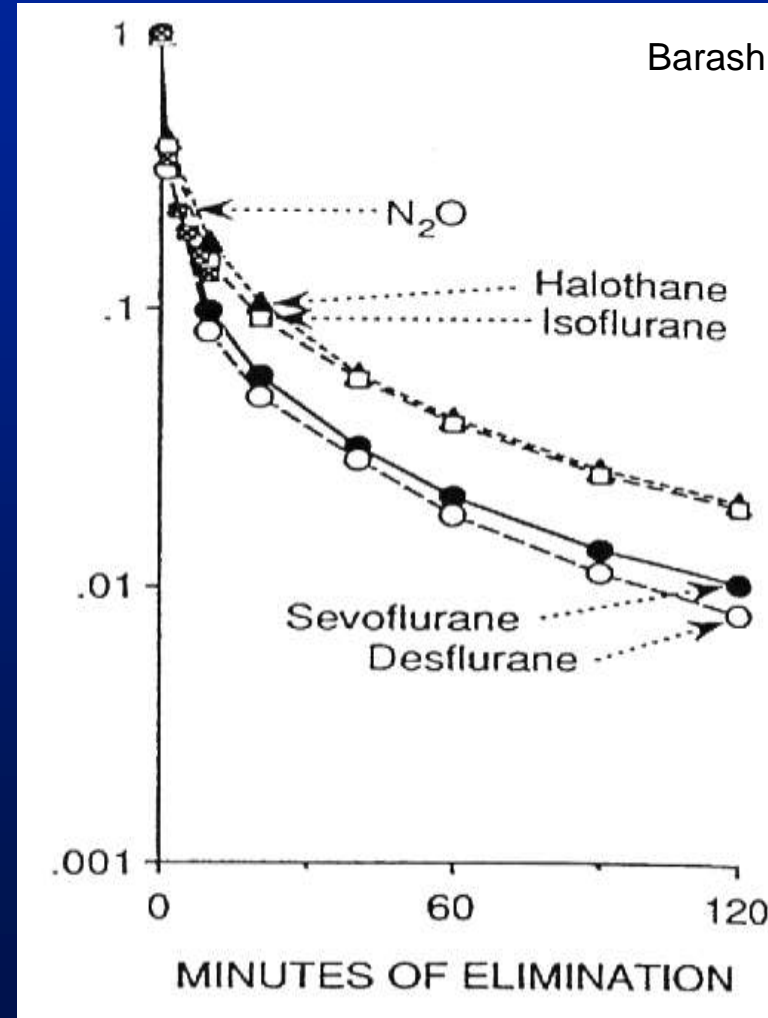 1
Barash
N₂O
Halothane
.1
Isoflurane
.01
Sevoflurane
Desflurane
.001
0 60 120
MINUTES OF ELIMINATION